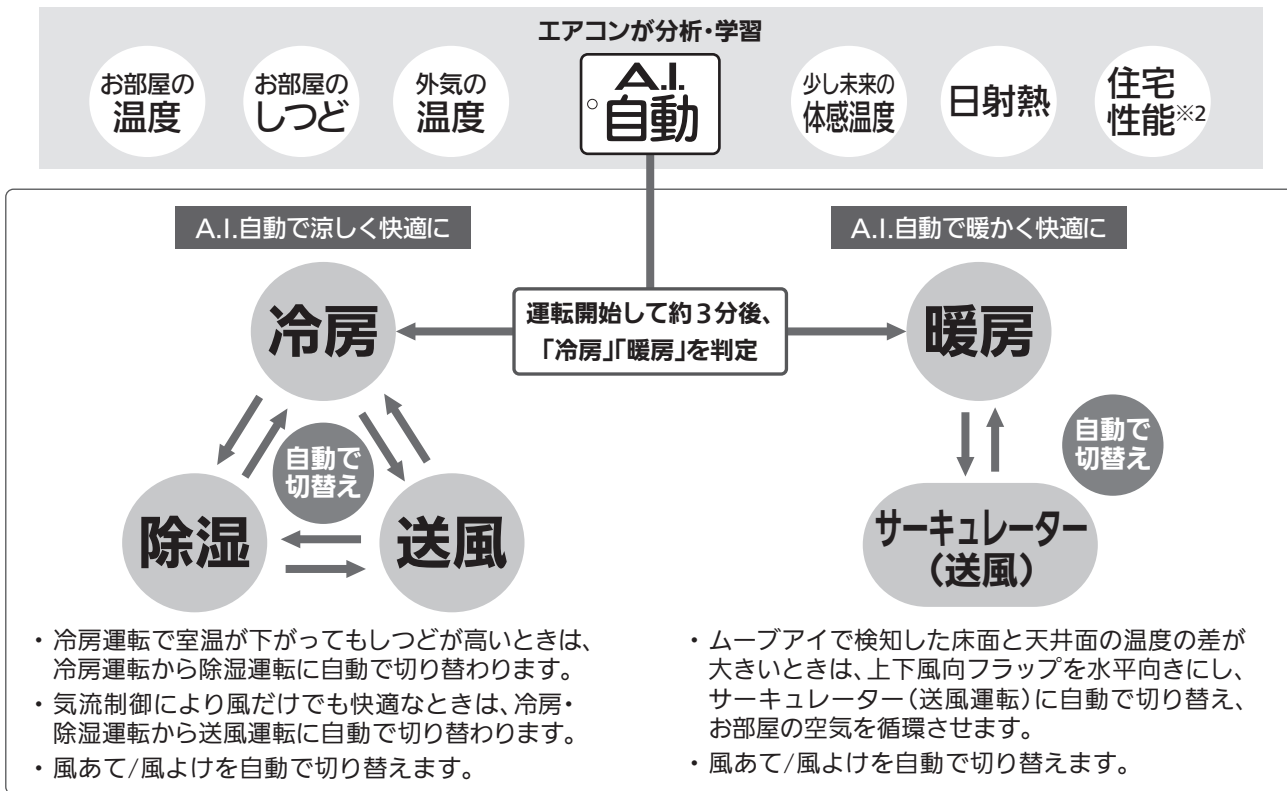 エアコンが分析・学習
お部屋の
温度
お部屋の
しつど
外気の
温度
A.I.
自動
少し未来の
体感温度
日射熱
住宅
性能※2
A.I.自動で涼しく快適に
A.I.自動で暖かく快適に
運転開始して約3分後、
「冷房」「暖房」を判定
冷房
自動で
切替え
除湿
送風
暖房
自動で
切替え
サーキュレーター
（送風）
・冷房運転で室温が下がってもしつどが高いときは、
冷房運転から除湿運転に自動で切り替わります。
・気流制御により風だけでも快適なときは、冷房・
除湿運転から送風運転に自動で切り替わります。
・風あて/風よけを自動で切り替えます。
・ムーブアイで検知した床面と天井面の温度の差が
大きいときは、上下風向フラップを水平向きにし、
サーキュレーター（送風運転）に自動で切り替え、
お部屋の空気を循環させます。
・風あて/風よけを自動で切り替えます。